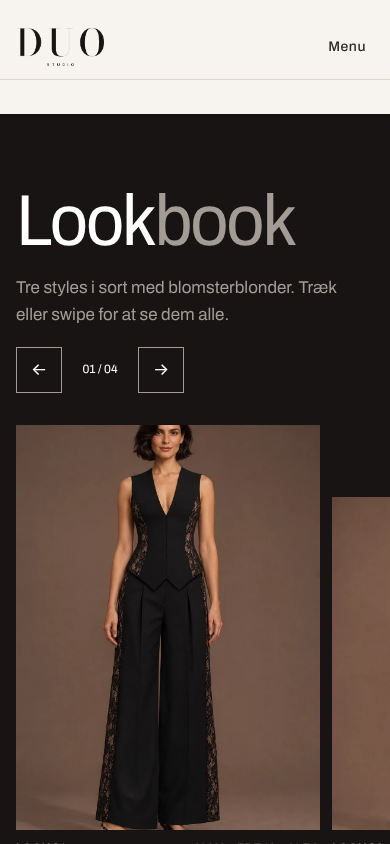 DUO
STUDIO
Menu
Lookbook
Tre styles i sort med blomsterblonder. Træk
eller swipe for at se dem alle.
01 / 04